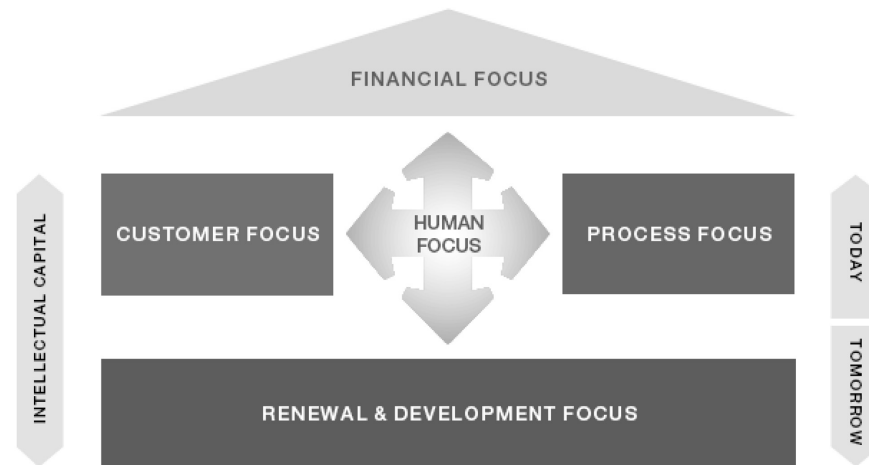 FINANCIAL FOCUS
INTELLECTUAL CAPITAL
CUSTOMER FOCUS
HUMAN
FOCUS
PROCESS FOCUS
TODAY
RENEWAL & DEVELOPMENT FOCUS
TOMORROW